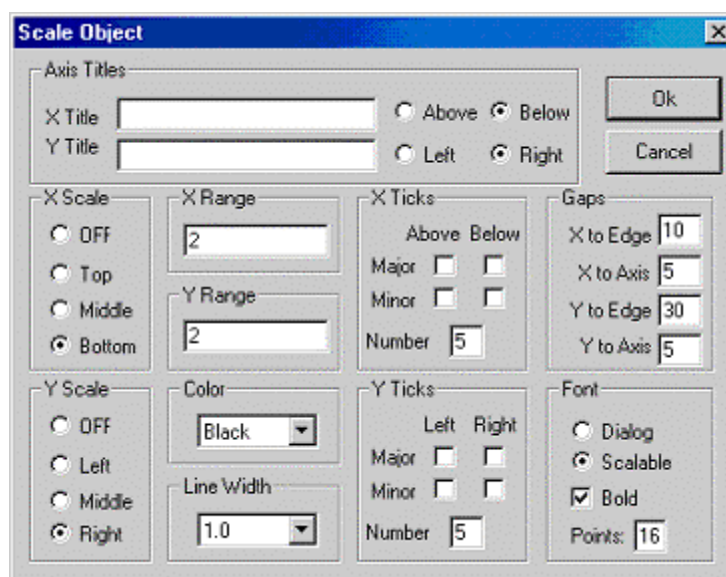 Scale Object
Axis Titles
X Title Above Below
Y Title Left Right
Ok
Cancel
X Scale
OFF
Top
Middle
Bottom
X Range
2
Y Range
2
X Ticks
Above Below
Major
Minor
Number 5
Gaps
X to Edge 10
X to Axis 5
Y to Edge 30
Y to Axis 5
Y Scale
OFF
Left
Middle
Right
Color
Black
Line Width
1.0
Y Ticks
Left Right
Major
Minor
Number 5
Font
Dialog
Scalable
Bold
Points: 16